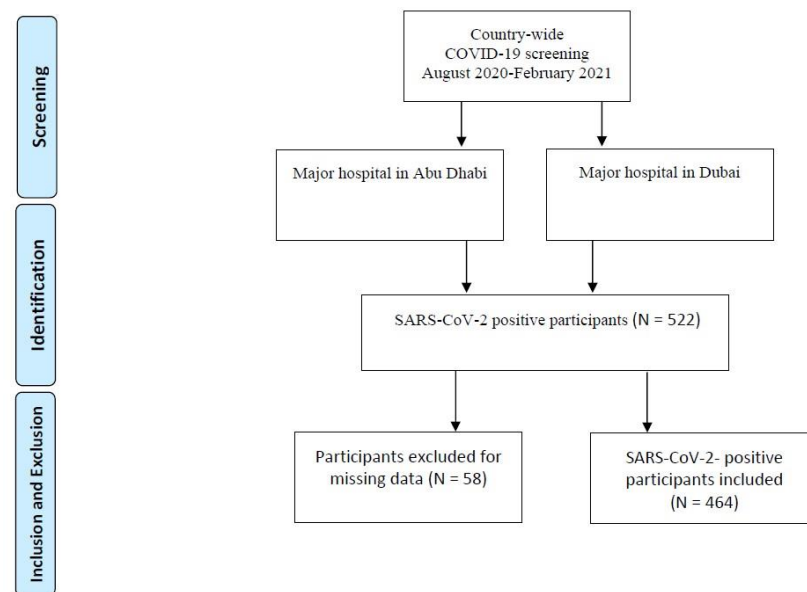 Screening
Country-wide
COVID-19 screening
August 2020-February 2021
Major hospital in Abu Dhabi
Major hospital in Dubai
Identification
SARS-CoV-2 positive participants (N = 522)
Inclusion and Exclusion
Participants excluded for
missing data (N = 58)
SARS-CoV-2- positive
participants included
(N = 464)